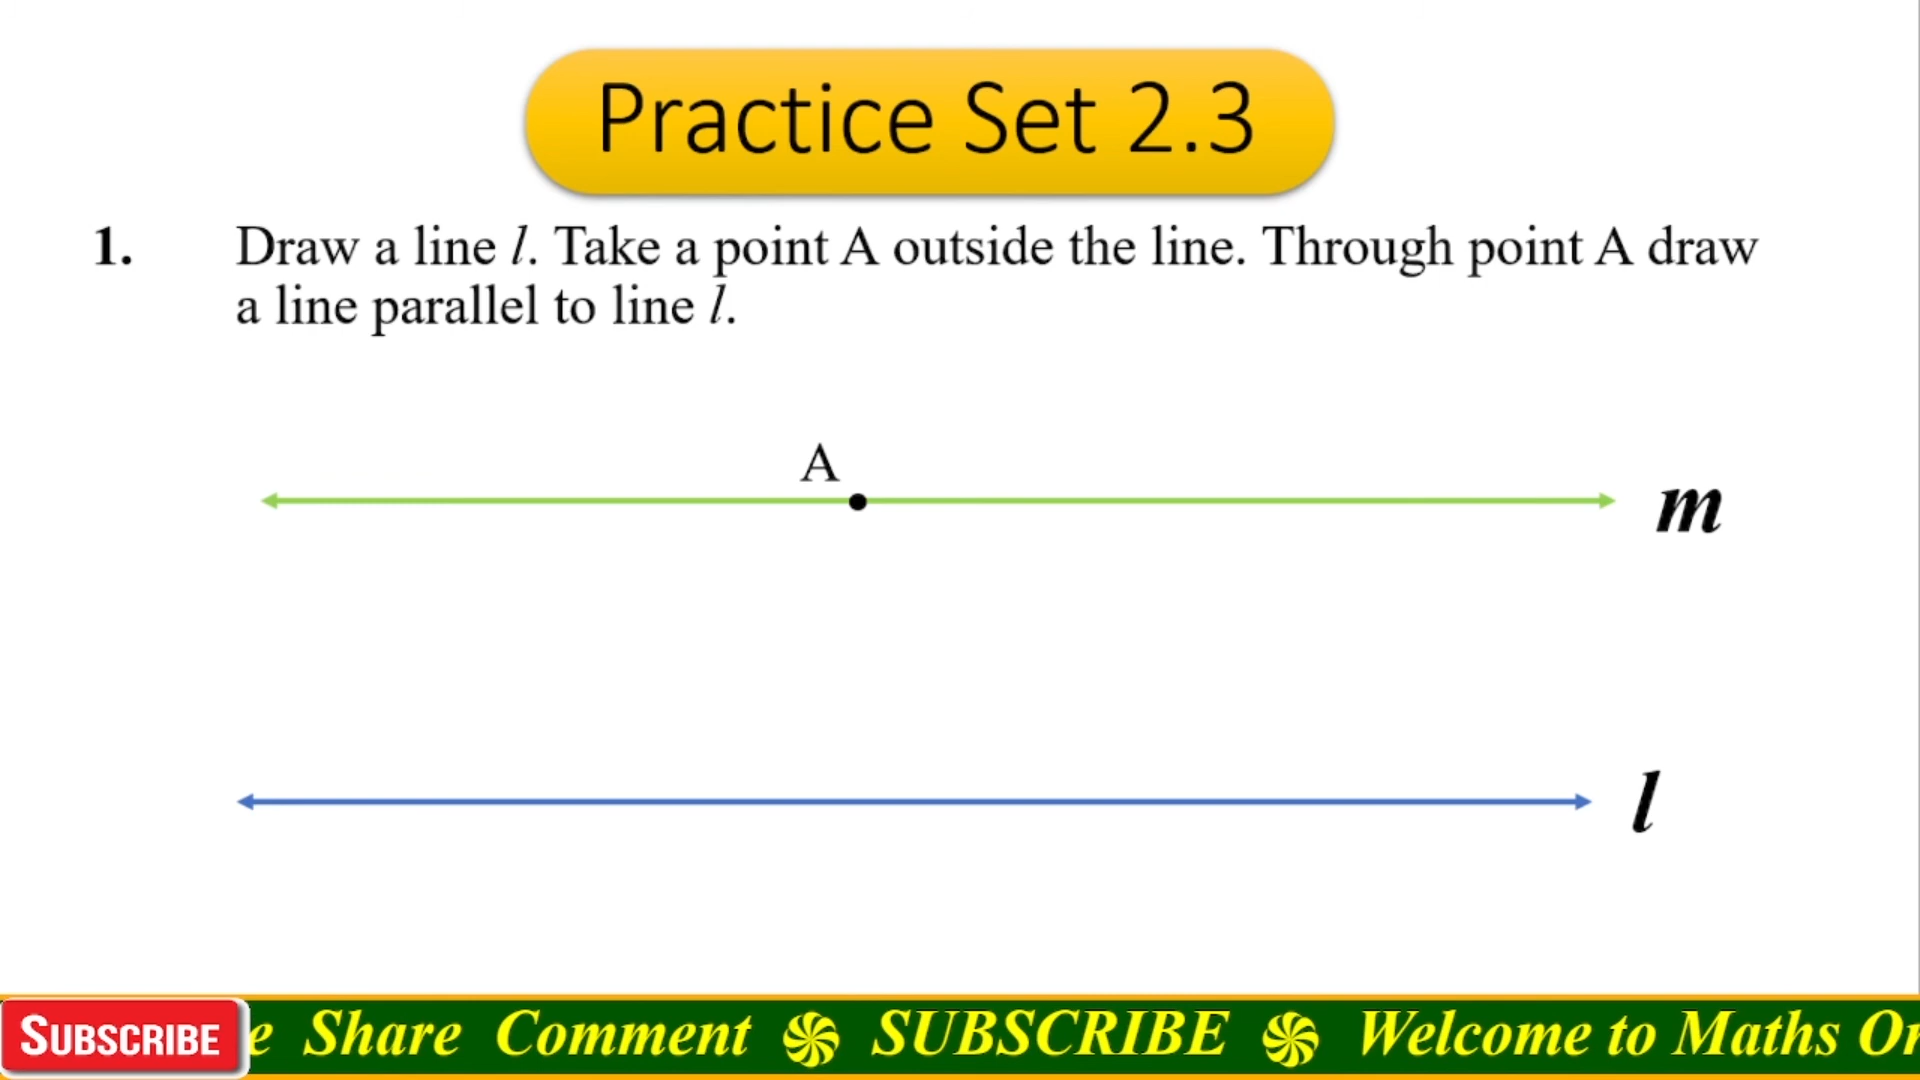 Practice Set 2.3
1. Draw a line l. Take a point A outside the line. Through point A draw
a line parallel to line l.
A
m
l
SUBSCRIBE e Share Comment SUBSCRIBE Welcome to Maths